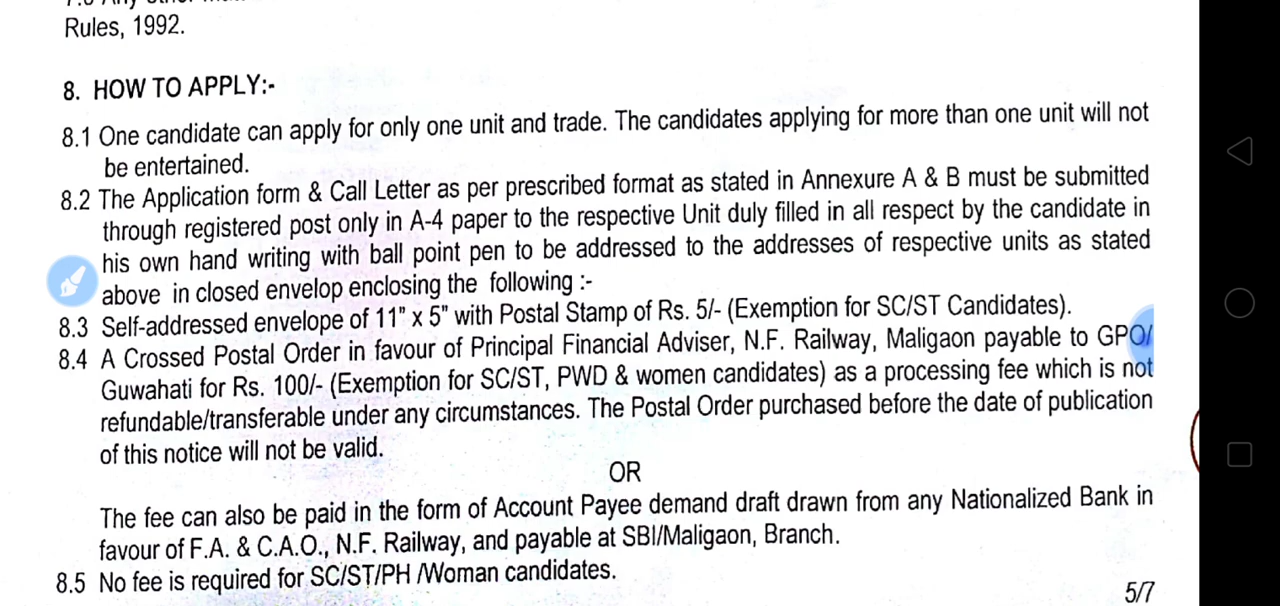 Rules, 1992.
8. HOW TO APPLY:-
8.1 One candidate can apply for only one unit and trade. The candidates applying for more than one unit will not
be entertained.
8.2 The Application form & Call Letter as per prescribed format as stated in Annexure A & B must be submitted
through registered post only in A-4 paper to the respective Unit duly filled in all respect by the candidate in
his own hand writing with ball point pen to be addressed to the addresses of respective units as stated
above in closed envelop enclosing the following :-
8.3 Self-addressed envelope of 11" x 5" with Postal Stamp of Rs. 5/- (Exemption for SC/ST Candidates).
8.4 A Crossed Postal Order in favour of Principal Financial Adviser, N.F. Railway, Maligaon payable to GPO/
Guwahati for Rs. 100/- (Exemption for SC/ST, PWD & women candidates) as a processing fee which is not
refundable/transferable under any circumstances. The Postal Order purchased before the date of publication
of this notice will not be valid.
OR
The fee can also be paid in the form of Account Payee demand draft drawn from any Nationalized Bank in
favour of F.A. & C.A.O., N.F. Railway, and payable at SBI/Maligaon, Branch.
8.5 No fee is required for SC/ST/PH /Woman candidates.
5/7